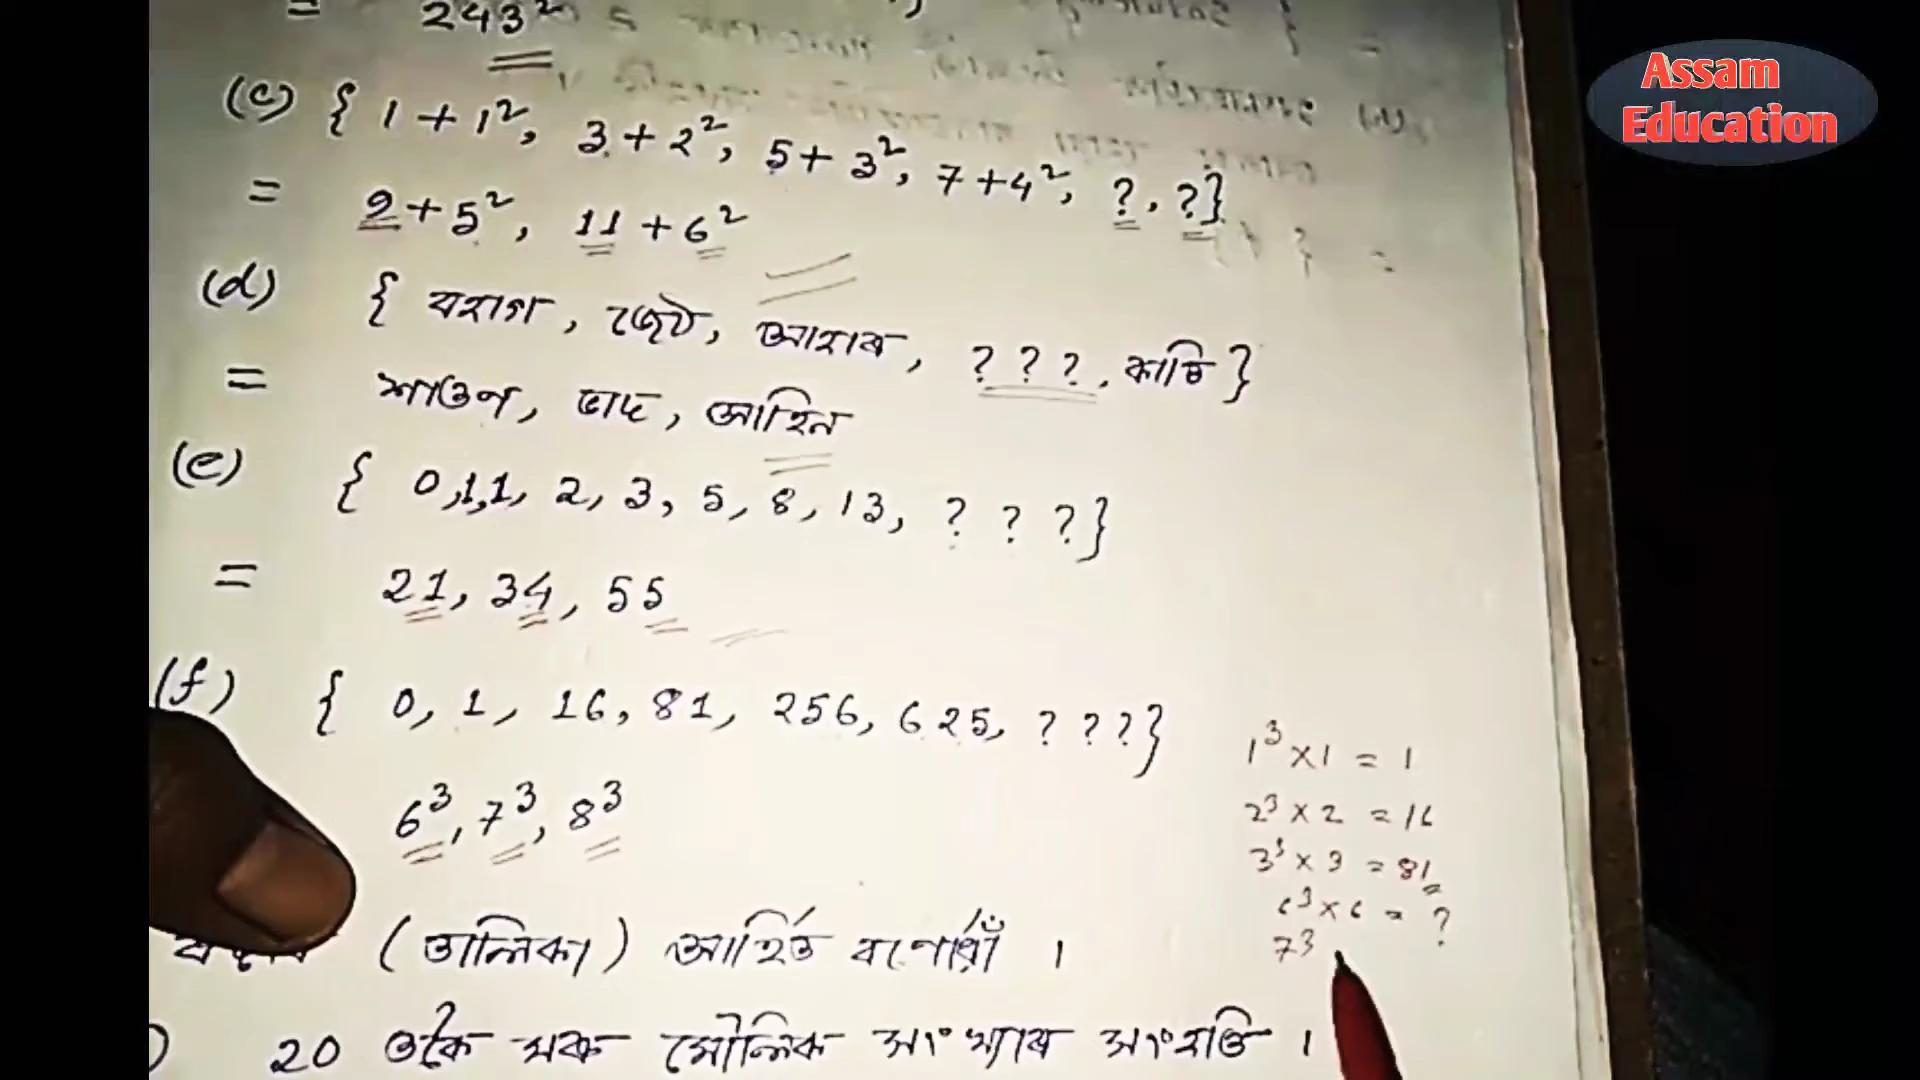 = 243²
(c) { 1 + 1², 3 + 2², 5 + 3², 7 + 4², ?, ?}
= 9 + 5², 11 + 6²
(d) { বহাগ, জেঠ, আহাৰ, ? ? ?, কাতি }
= শাওণ, ভাদ, আহিন
(e) { 0, 1, 1, 2, 3, 5, 8, 13, ? ? ?}
= 21, 34, 55
(f) { 0, 1, 16, 81, 256, 625, ? ? ?}
6³, 7³, 8³
1³ × 1 = 1
2³ × 2 = 16
3³ × 3 = 81
6³ × 6 = ?
7³
(তালিকা) আৰ্হিত
20 তকৈ সৰু মৌলিক সংখ্যাৰ সংহতি ।
Assam
Education